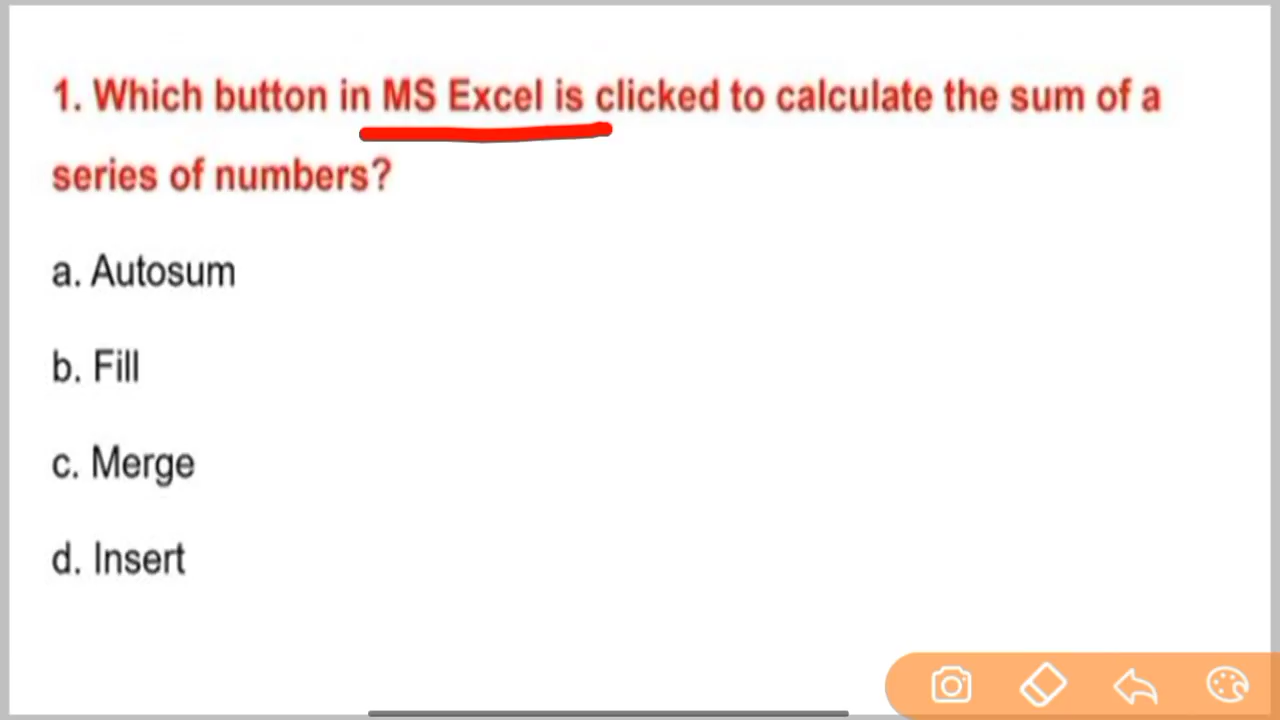 1. Which button in MS Excel is clicked to calculate the sum of a
series of numbers?
a. Autosum
b. Fill
c. Merge
d. Insert